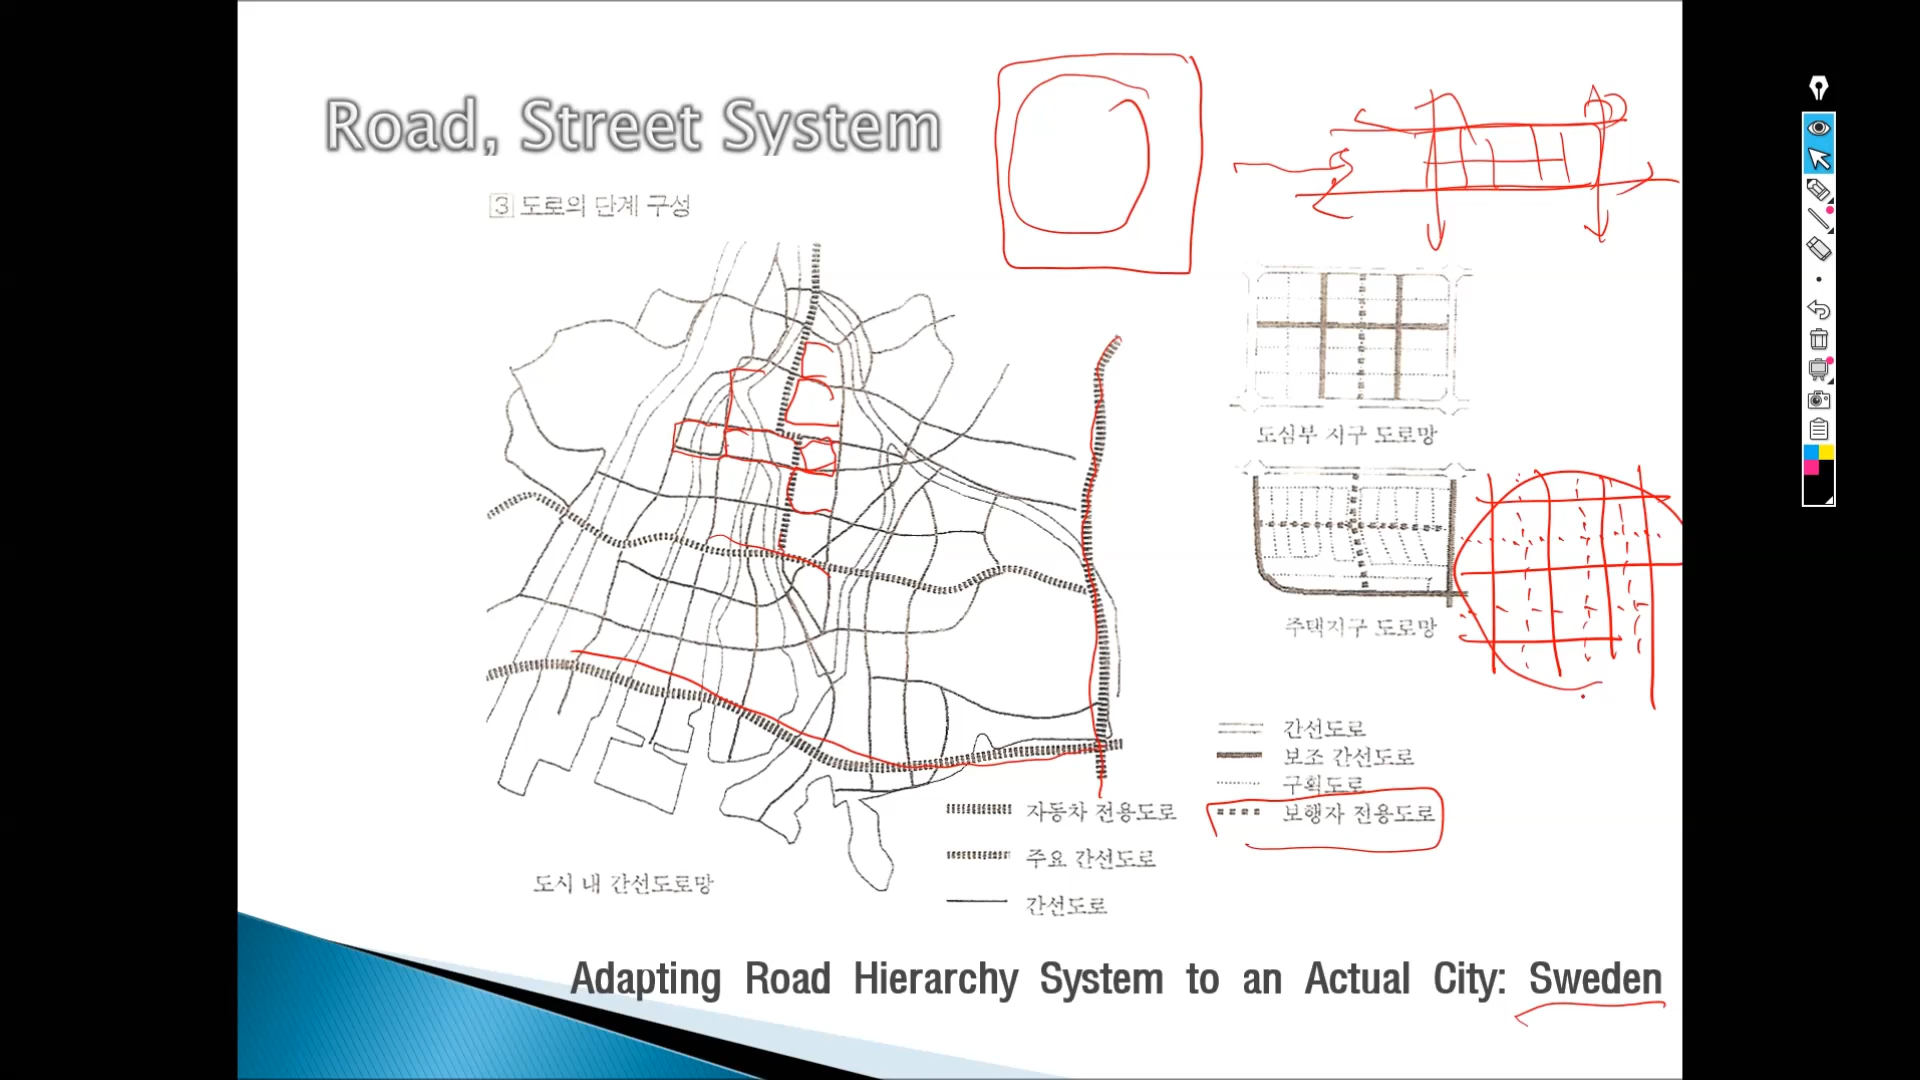 Road, Street System
3 도로의 단계 구성
도심부 지구 도로망
주택지구 도로망
간선도로
보조 간선도로
구획도로
보행자 전용도로
자동차 전용도로
주요 간선도로
간선도로
도시 내 간선도로망
Adapting Road Hierarchy System to an Actual City: Sweden